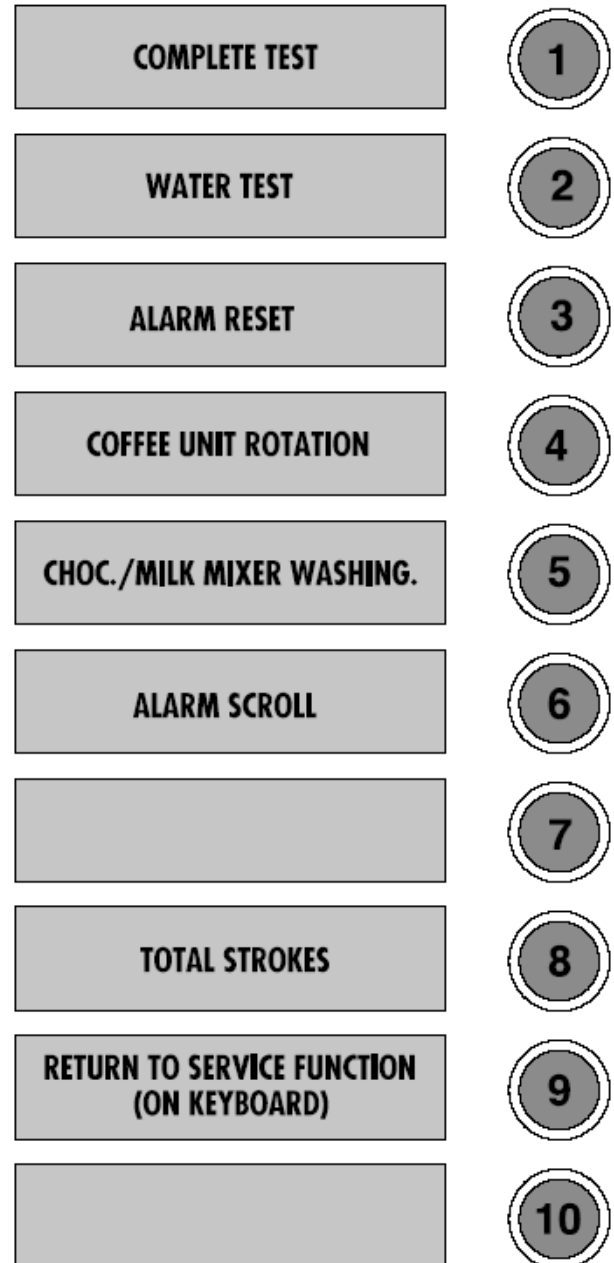 COMPLETE TEST
1
WATER TEST
2
ALARM RESET
3
COFFEE UNIT ROTATION
4
CHOC./MILK MIXER WASHING.
5
ALARM SCROLL
6
7
TOTAL STROKES
8
RETURN TO SERVICE FUNCTION
(ON KEYBOARD)
9
10